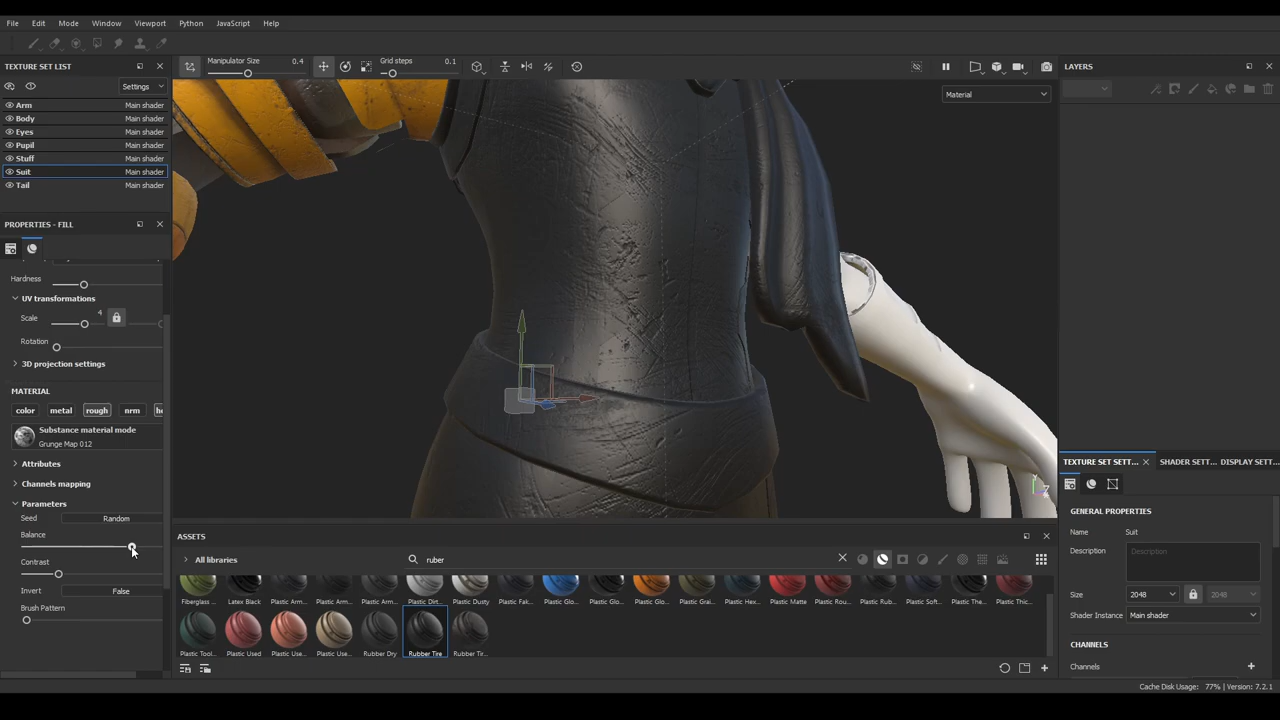 File Edit Mode Window Viewport Python JavaScript Help
TEXTURE SET LIST
Settings
Arm Main shader
Body Main shader
Eyes Main shader
Pupil Main shader
Stuff Main shader
Suit Main shader
Tail Main shader
PROPERTIES - FILL
Hardness
UV transformations
Scale 4
Rotation
3D projection settings
MATERIAL
color metal rough nrm
Substance material mode
Grunge Map 012
Attributes
Channels mapping
Parameters
Seed Random
Balance
Contrast
Invert False
Brush Pattern
Manipulator Size 0.4 Grid steps 0.1
Material
ASSETS
All libraries ruber
Fiberglass ... Latex Black Plastic Arm... Plastic Arm... Plastic Arm... Plastic Dirt... Plastic Dusty Plastic Fak... Plastic Glo... Plastic Glo... Plastic Glo... Plastic Grai... Plastic Hex... Plastic Matte Plastic Rou... Plastic Rub... Plastic Soft... Plastic The... Plastic Thic...
Plastic Tool... Plastic Used Plastic Use... Plastic Use... Rubber Dry Rubber Tire Rubber Tir...
LAYERS
TEXTURE SET SETT... SHADER SETT... DISPLAY SETT...
GENERAL PROPERTIES
Name Suit
Description Description
Size 2048 2048
Shader Instance Main shader
CHANNELS
Channels
Cache Disk Usage: 77% | Version: 7.2.1